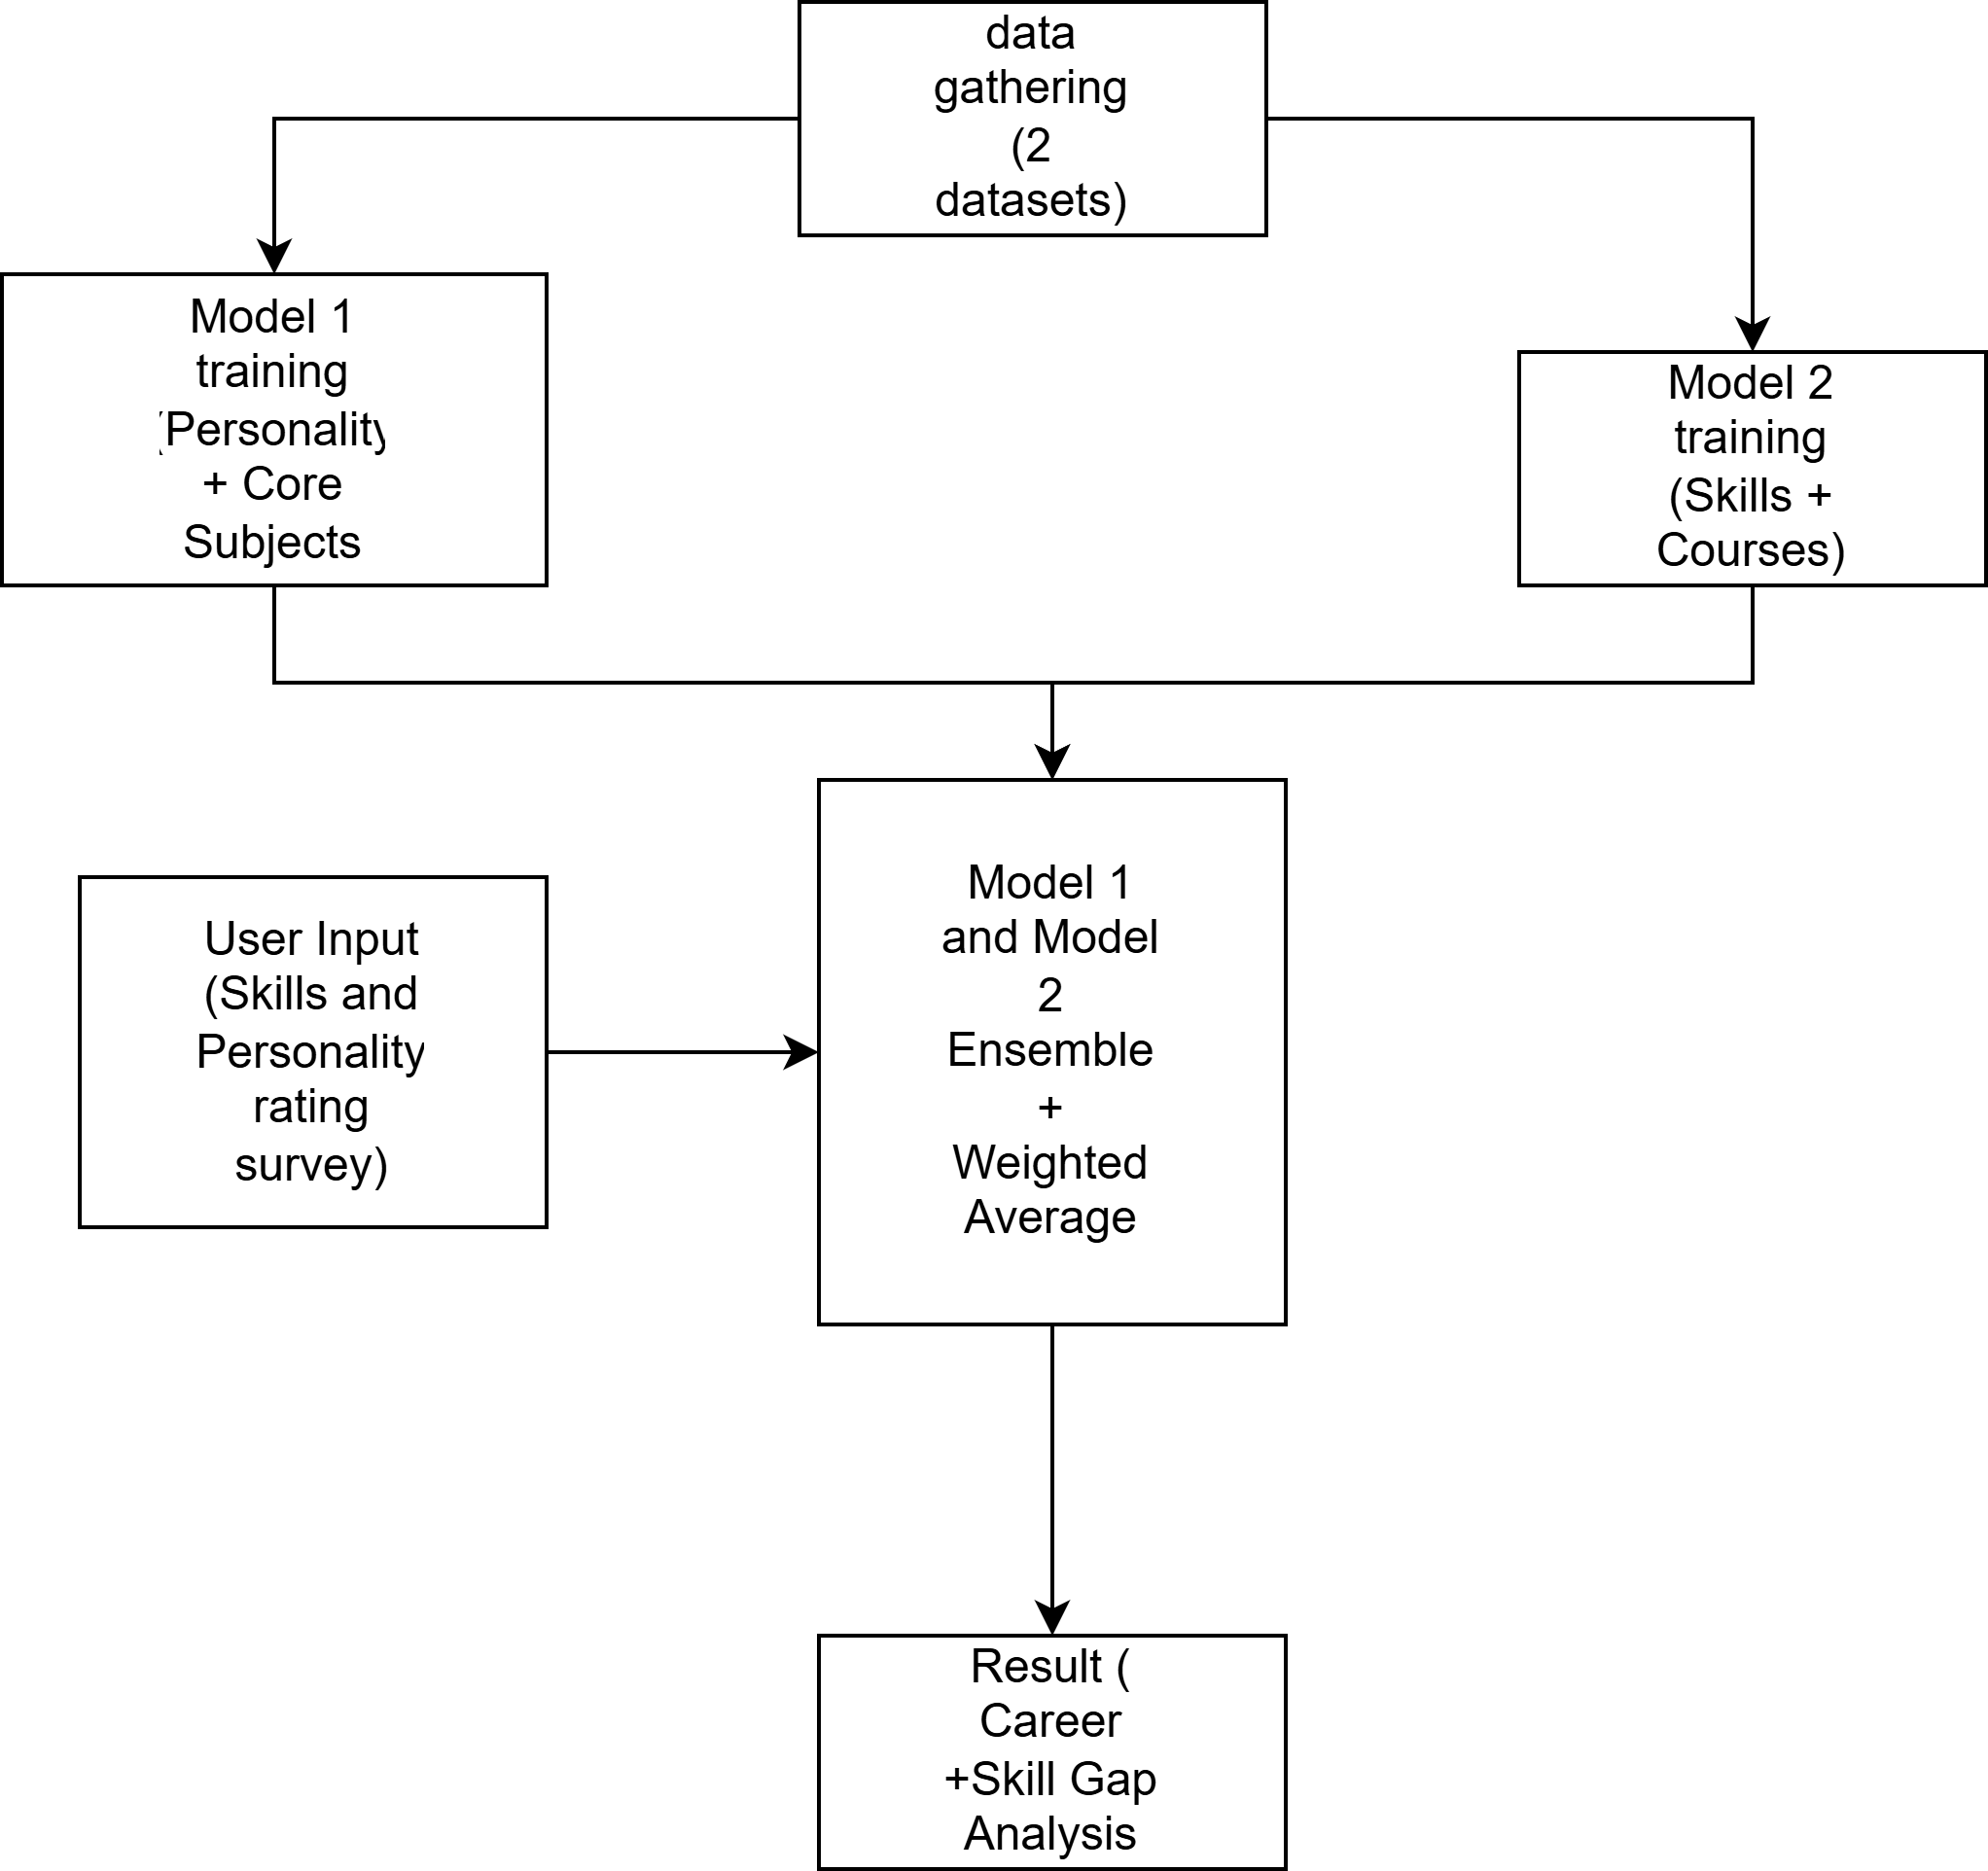 data
gathering
(2
datasets)
Model 1
training
(Personality
+ Core
Subjects
Model 2
training
(Skills +
Courses)
Model 1
and Model
2
Ensemble
+
Weighted
Average
User Input
(Skills and
Personality
rating
survey)
Result (
Career
+Skill Gap
Analysis